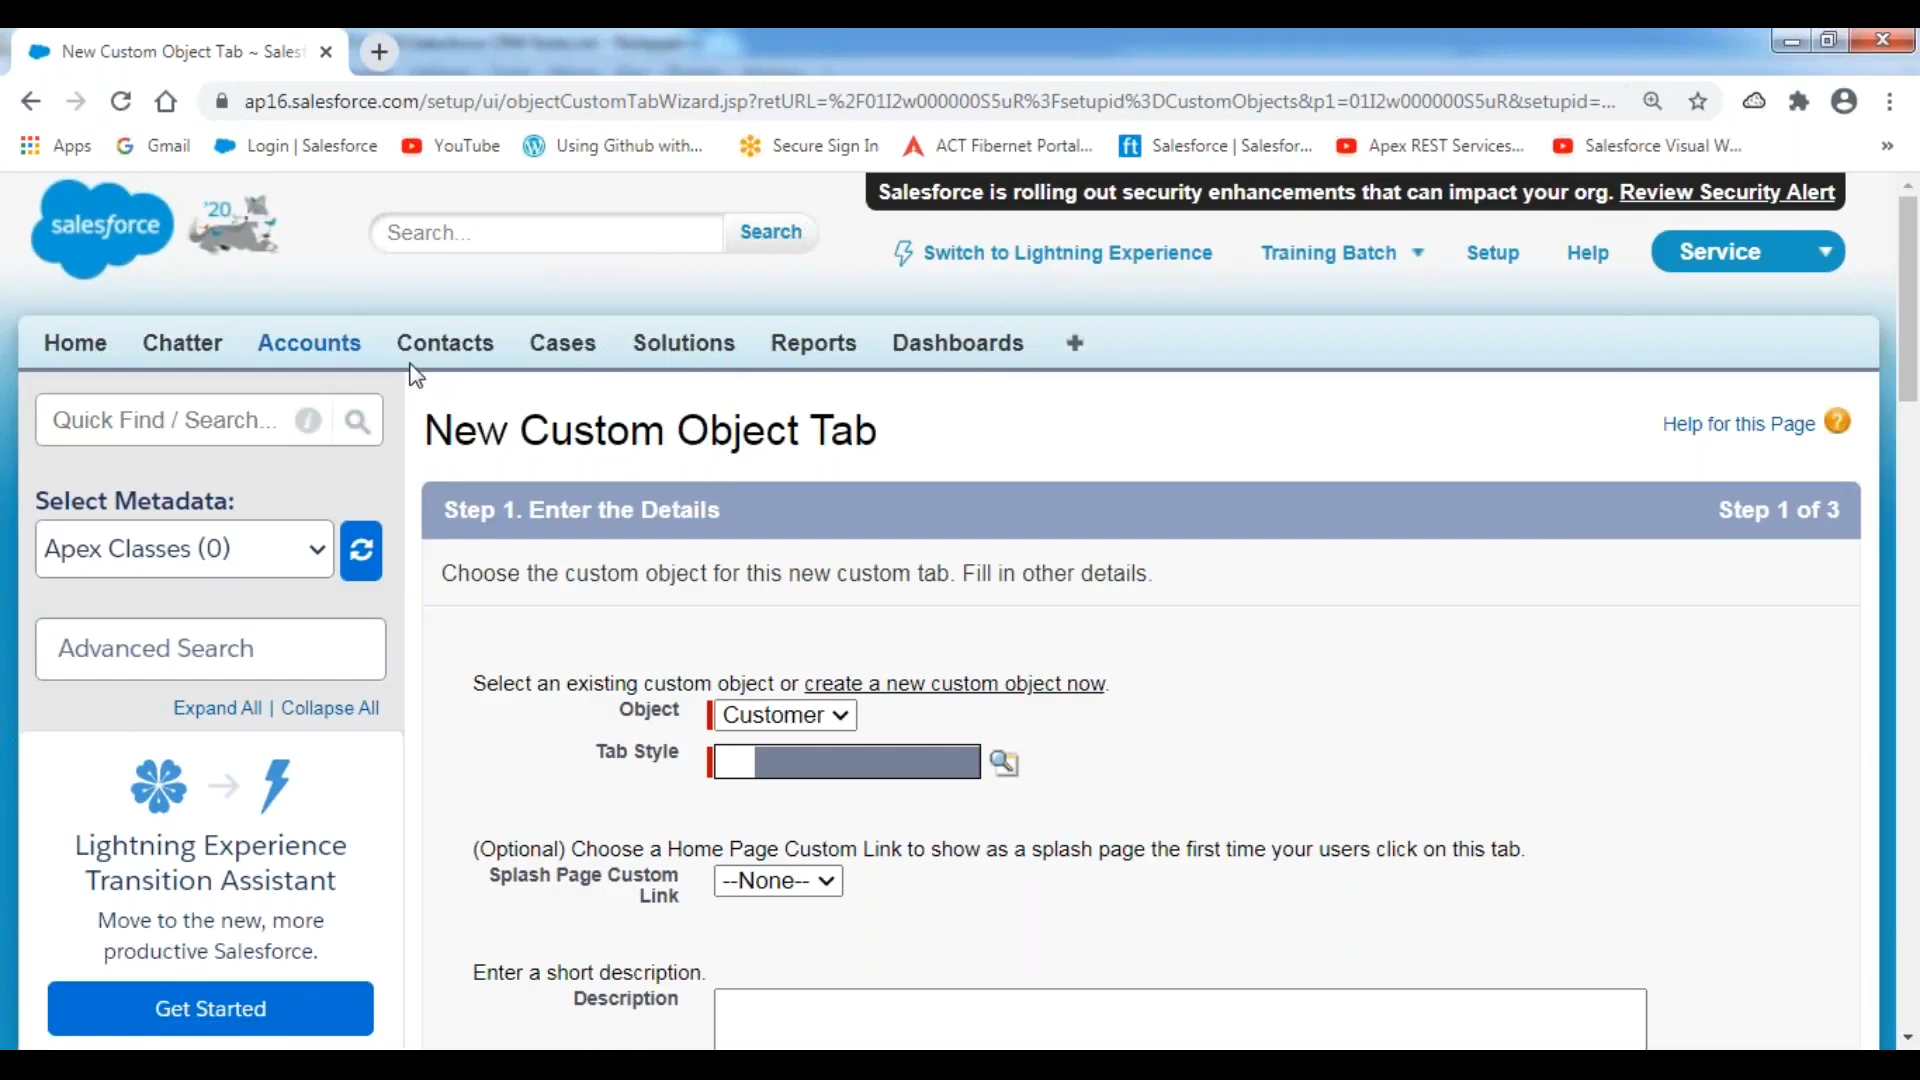 New Custom Object Tab ~ Sales
ap16.salesforce.com/setup/ui/objectCustomTabWizard.jsp?retURL=%2F01I2w000000S5uR%3Fsetupid%3DCustomObjects&p1=01I2w000000S5uR&setupid=...
Apps Gmail Login | Salesforce YouTube Using Github with... Secure Sign In ACT Fibernet Portal... ft Salesforce | Salesfor... Apex REST Services... Salesforce Visual W... »
Salesforce is rolling out security enhancements that can impact your org. Review Security Alert
salesforce '20
Search... Search
Switch to Lightning Experience Training Batch Setup Help Service
Home Chatter Accounts Contacts Cases Solutions Reports Dashboards +
Quick Find / Search...
New Custom Object Tab
Help for this Page ?
Select Metadata:
Apex Classes (0)
Advanced Search
Expand All | Collapse All
Lightning Experience
Transition Assistant
Move to the new, more
productive Salesforce.
Get Started
Step 1. Enter the Details Step 1 of 3
Choose the custom object for this new custom tab. Fill in other details.
Select an existing custom object or create a new custom object now.
Object Customer
Tab Style
(Optional) Choose a Home Page Custom Link to show as a splash page the first time your users click on this tab.
Splash Page Custom
Link --None--
Enter a short description.
Description